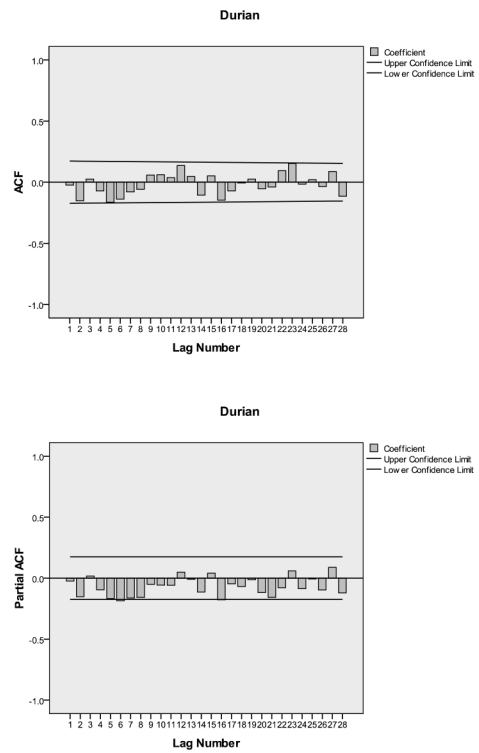 Durian
Coefficient
Upper Confidence Limit
Lower Confidence Limit
1.0
0.5
0.0
-0.5
-1.0
ACF
1 2 3 4 5 6 7 8 9 10 11 12 13 14 15 16 17 18 19 20 21 22 23 24 25 26 27 28
Lag Number
Durian
Coefficient
Upper Confidence Limit
Lower Confidence Limit
1.0
0.5
0.0
-0.5
-1.0
Partial ACF
1 2 3 4 5 6 7 8 9 10 11 12 13 14 15 16 17 18 19 20 21 22 23 24 25 26 27 28
Lag Number